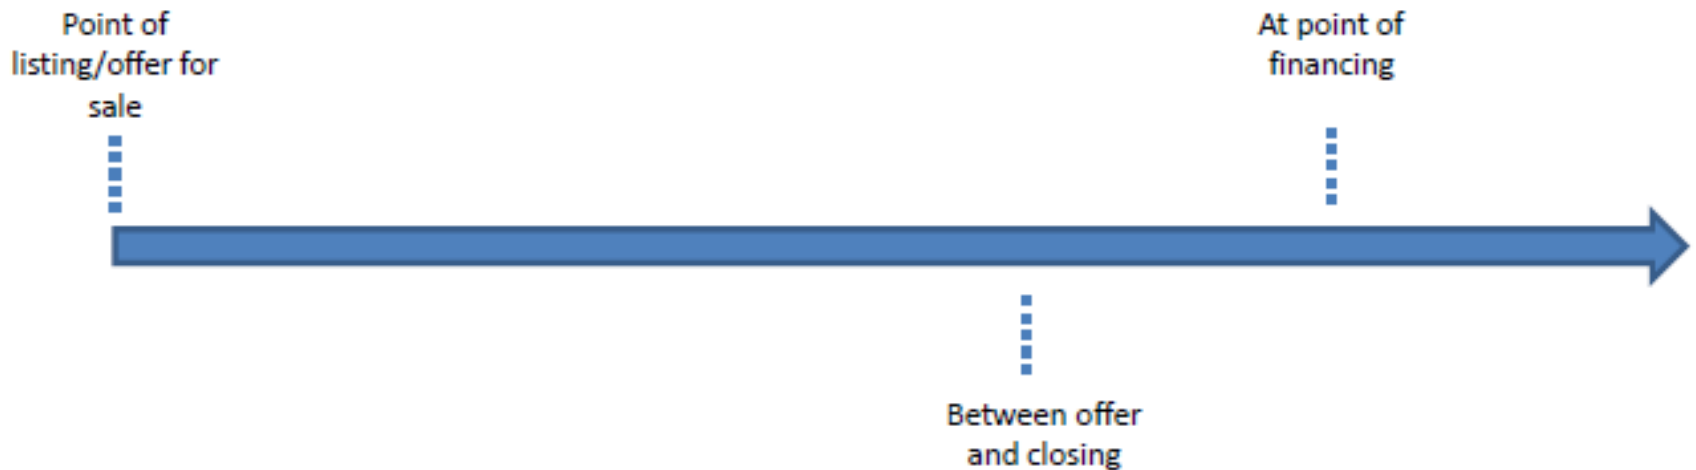 Point of
listing/offer for
sale
At point of
financing
Between offer
and closing